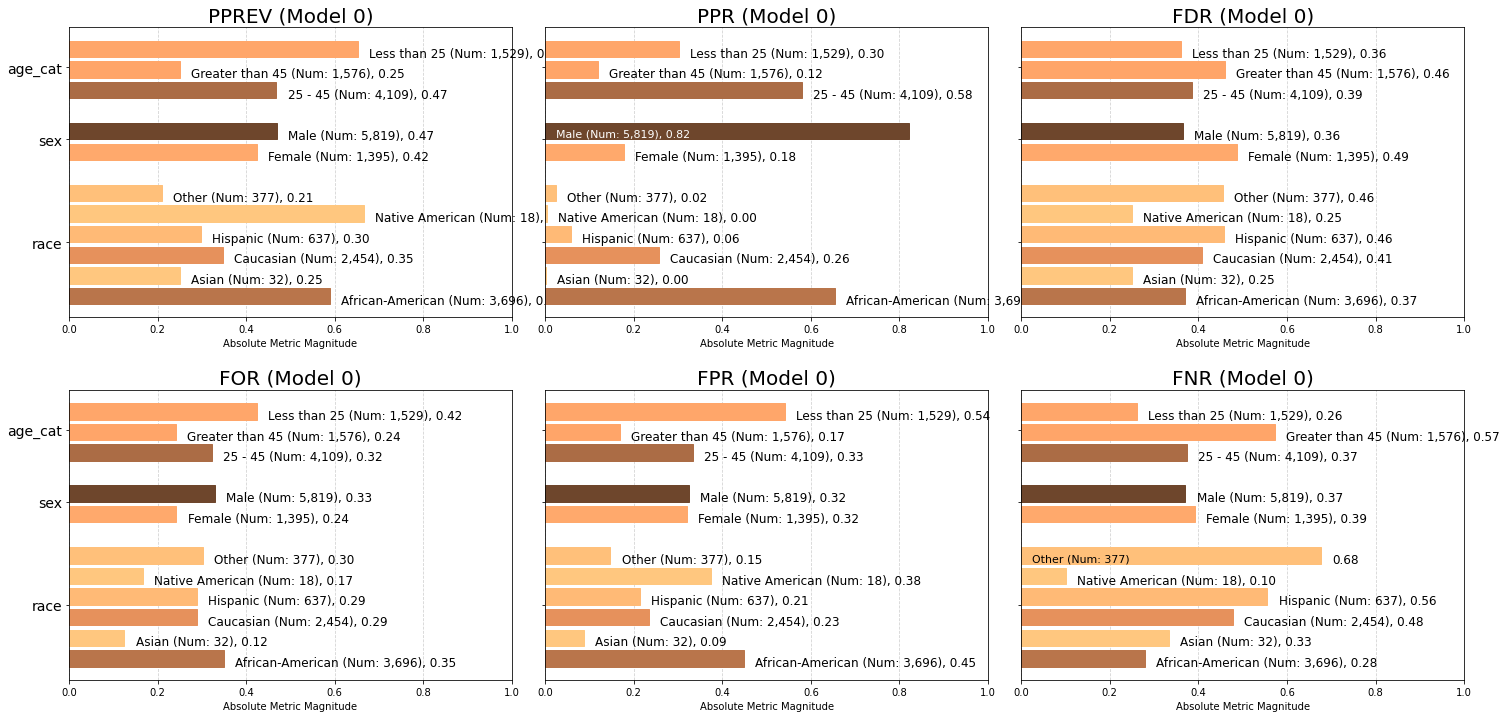 PPREV (Model 0)
age_cat
sex
race
Less than 25 (Num: 1,529), 0
Greater than 45 (Num: 1,576), 0.25
25 - 45 (Num: 4,109), 0.47
Male (Num: 5,819), 0.47
Female (Num: 1,395), 0.42
Other (Num: 377), 0.21
Native American (Num: 18),
Hispanic (Num: 637), 0.30
Caucasian (Num: 2,454), 0.35
Asian (Num: 32), 0.25
African-American (Num: 3,696), 0.
0.0 0.2 0.4 0.6 0.8 1.0
Absolute Metric Magnitude
PPR (Model 0)
Less than 25 (Num: 1,529), 0.30
Greater than 45 (Num: 1,576), 0.12
25 - 45 (Num: 4,109), 0.58
Male (Num: 5,819), 0.82
Female (Num: 1,395), 0.18
Other (Num: 377), 0.02
Native American (Num: 18), 0.00
Hispanic (Num: 637), 0.06
Caucasian (Num: 2,454), 0.26
Asian (Num: 32), 0.00
African-American (Num: 3,69
0.0 0.2 0.4 0.6 0.8 1.0
Absolute Metric Magnitude
FDR (Model 0)
Less than 25 (Num: 1,529), 0.36
Greater than 45 (Num: 1,576), 0.46
25 - 45 (Num: 4,109), 0.39
Male (Num: 5,819), 0.36
Female (Num: 1,395), 0.49
Other (Num: 377), 0.46
Native American (Num: 18), 0.25
Hispanic (Num: 637), 0.46
Caucasian (Num: 2,454), 0.41
Asian (Num: 32), 0.25
African-American (Num: 3,696), 0.37
0.0 0.2 0.4 0.6 0.8 1.0
Absolute Metric Magnitude
FOR (Model 0)
age_cat
sex
race
Less than 25 (Num: 1,529), 0.42
Greater than 45 (Num: 1,576), 0.24
25 - 45 (Num: 4,109), 0.32
Male (Num: 5,819), 0.33
Female (Num: 1,395), 0.24
Other (Num: 377), 0.30
Native American (Num: 18), 0.17
Hispanic (Num: 637), 0.29
Caucasian (Num: 2,454), 0.29
Asian (Num: 32), 0.12
African-American (Num: 3,696), 0.35
0.0 0.2 0.4 0.6 0.8 1.0
Absolute Metric Magnitude
FPR (Model 0)
Less than 25 (Num: 1,529), 0.54
Greater than 45 (Num: 1,576), 0.17
25 - 45 (Num: 4,109), 0.33
Male (Num: 5,819), 0.32
Female (Num: 1,395), 0.32
Other (Num: 377), 0.15
Native American (Num: 18), 0.38
Hispanic (Num: 637), 0.21
Caucasian (Num: 2,454), 0.23
Asian (Num: 32), 0.09
African-American (Num: 3,696), 0.45
0.0 0.2 0.4 0.6 0.8 1.0
Absolute Metric Magnitude
FNR (Model 0)
Less than 25 (Num: 1,529), 0.26
Greater than 45 (Num: 1,576), 0.57
25 - 45 (Num: 4,109), 0.37
Male (Num: 5,819), 0.37
Female (Num: 1,395), 0.39
Other (Num: 377) 0.68
Native American (Num: 18), 0.10
Hispanic (Num: 637), 0.56
Caucasian (Num: 2,454), 0.48
Asian (Num: 32), 0.33
African-American (Num: 3,696), 0.28
0.0 0.2 0.4 0.6 0.8 1.0
Absolute Metric Magnitude